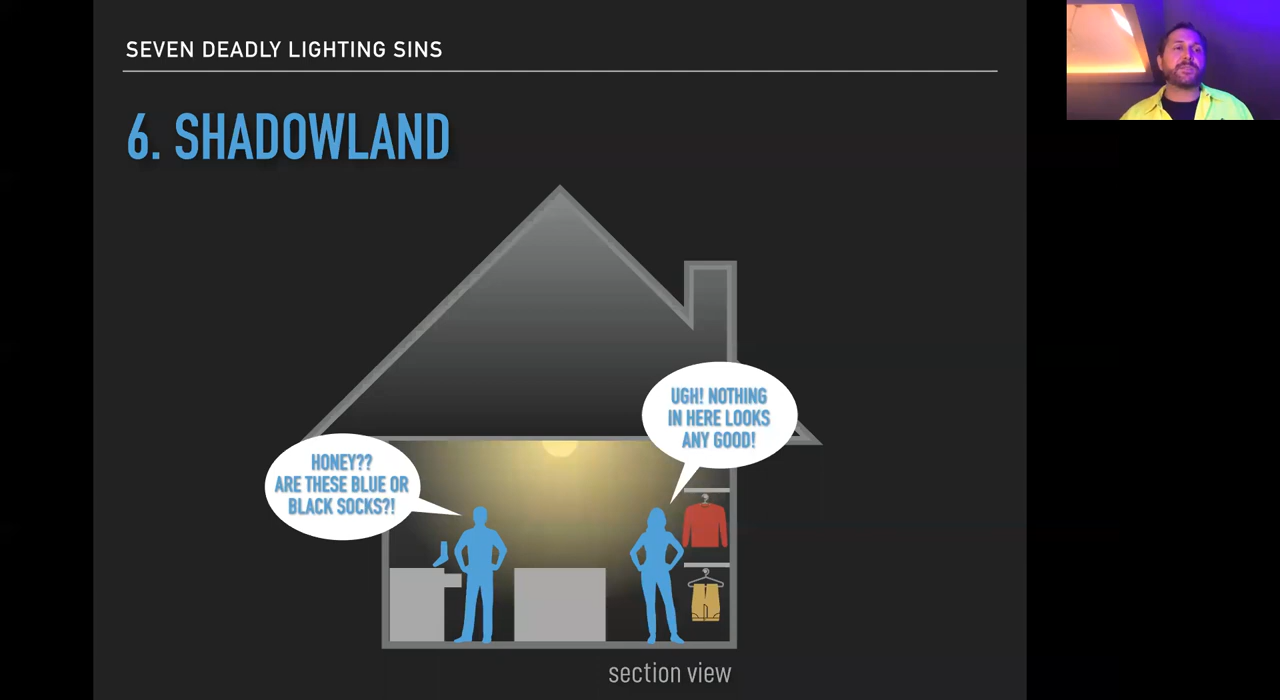 SEVEN DEADLY LIGHTING SINS
6. SHADOWLAND
UGH! NOTHING
IN HERE LOOKS
ANY GOOD!
HONEY??
ARE THESE BLUE OR
BLACK SOCKS?!
section view